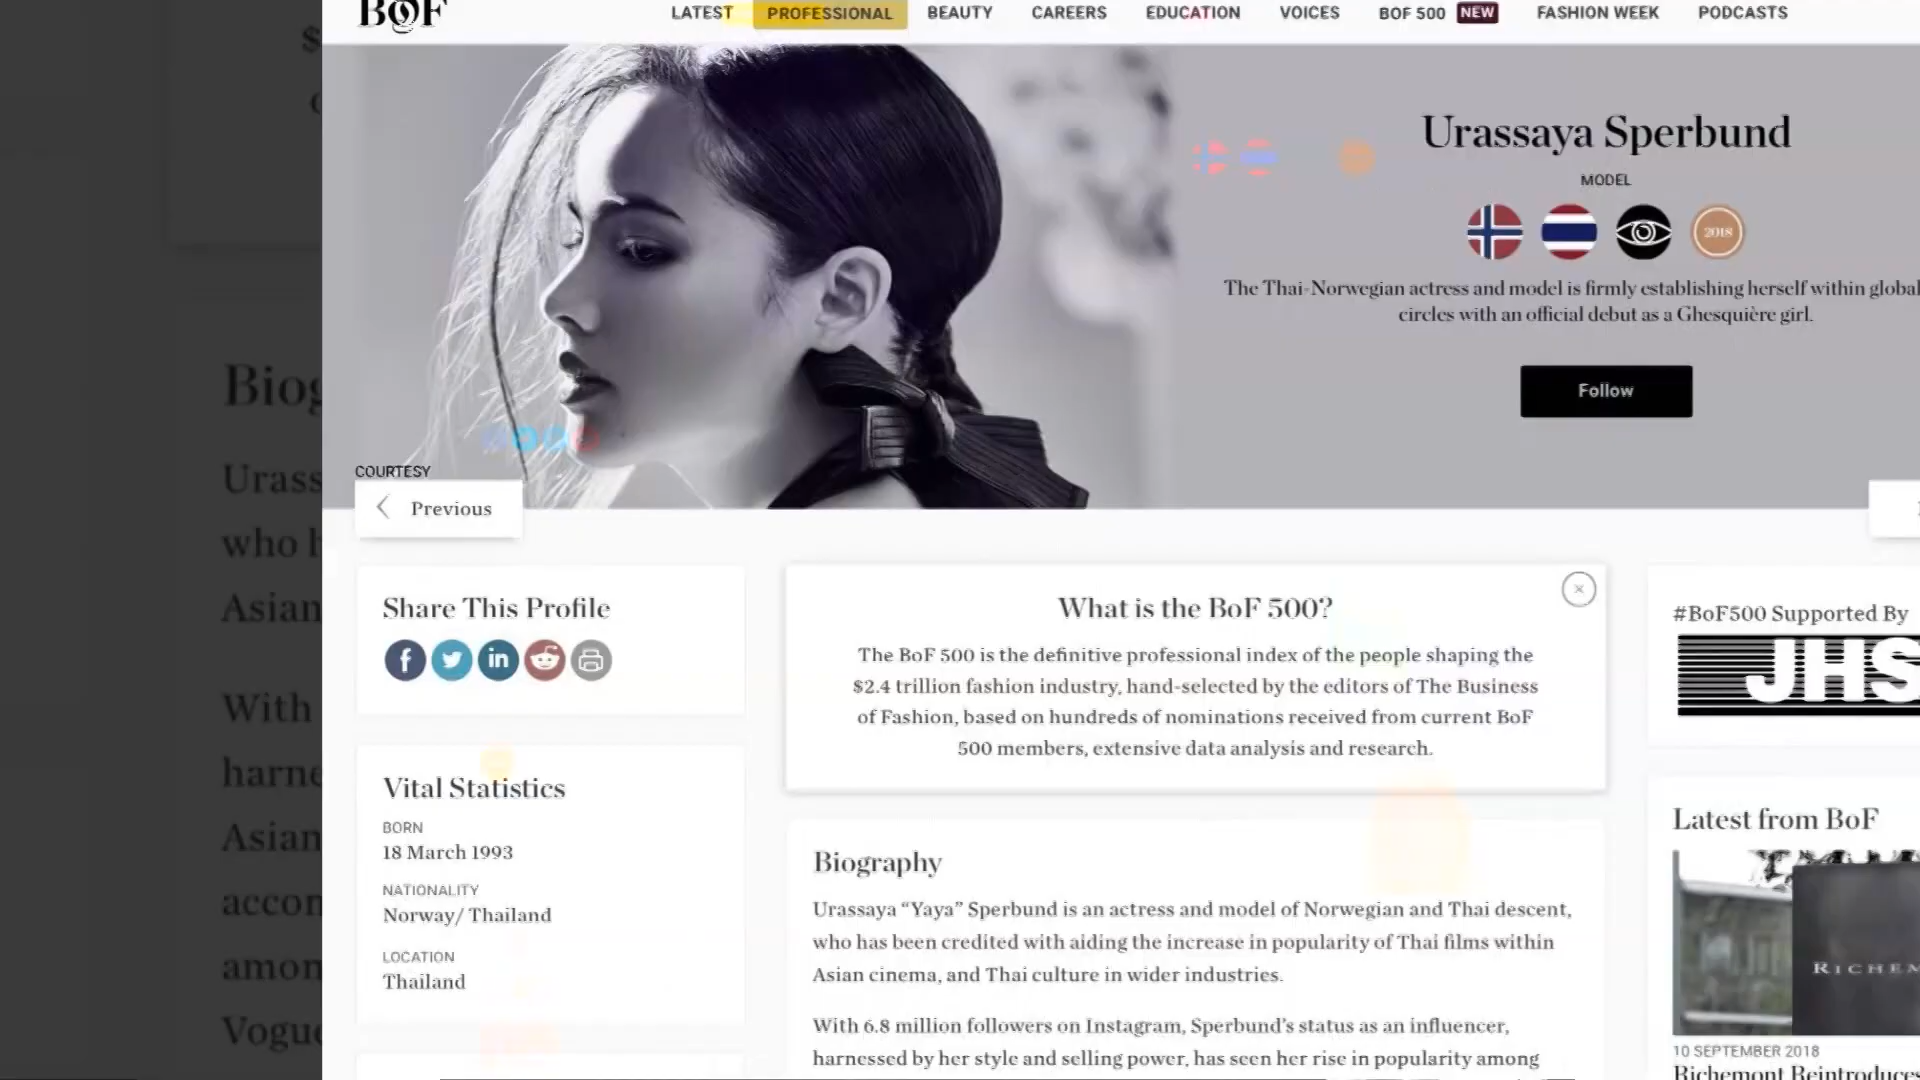 BoF
LATEST PROFESSIONAL BEAUTY CAREERS EDUCATION VOICES BOF 500 NEW FASHION WEEK PODCASTS
Urassaya Sperbund
MODEL
2018
The Thai-Norwegian actress and model is firmly establishing herself within global
circles with an official debut as a Ghesquière girl.
Follow
COURTESY
Previous
Share This Profile
What is the BoF 500?
The BoF 500 is the definitive professional index of the people shaping the
$2.4 trillion fashion industry, hand-selected by the editors of The Business
of Fashion, based on hundreds of nominations received from current BoF
500 members, extensive data analysis and research.
#BoF500 Supported By
JHS
Vital Statistics
BORN
18 March 1993
NATIONALITY
Norway/ Thailand
LOCATION
Thailand
Biography
Urassaya “Yaya” Sperbund is an actress and model of Norwegian and Thai descent,
who has been credited with aiding the increase in popularity of Thai films within
Asian cinema, and Thai culture in wider industries.
With 6.8 million followers on Instagram, Sperbund’s status as an influencer,
harnessed by her style and selling power, has seen her rise in popularity among
Latest from BoF
RICHEM
10 SEPTEMBER 2018
Richemont Reintroduces
Biog
Urass
who h
Asian
With
harne
Asian
accon
amon
Vogue